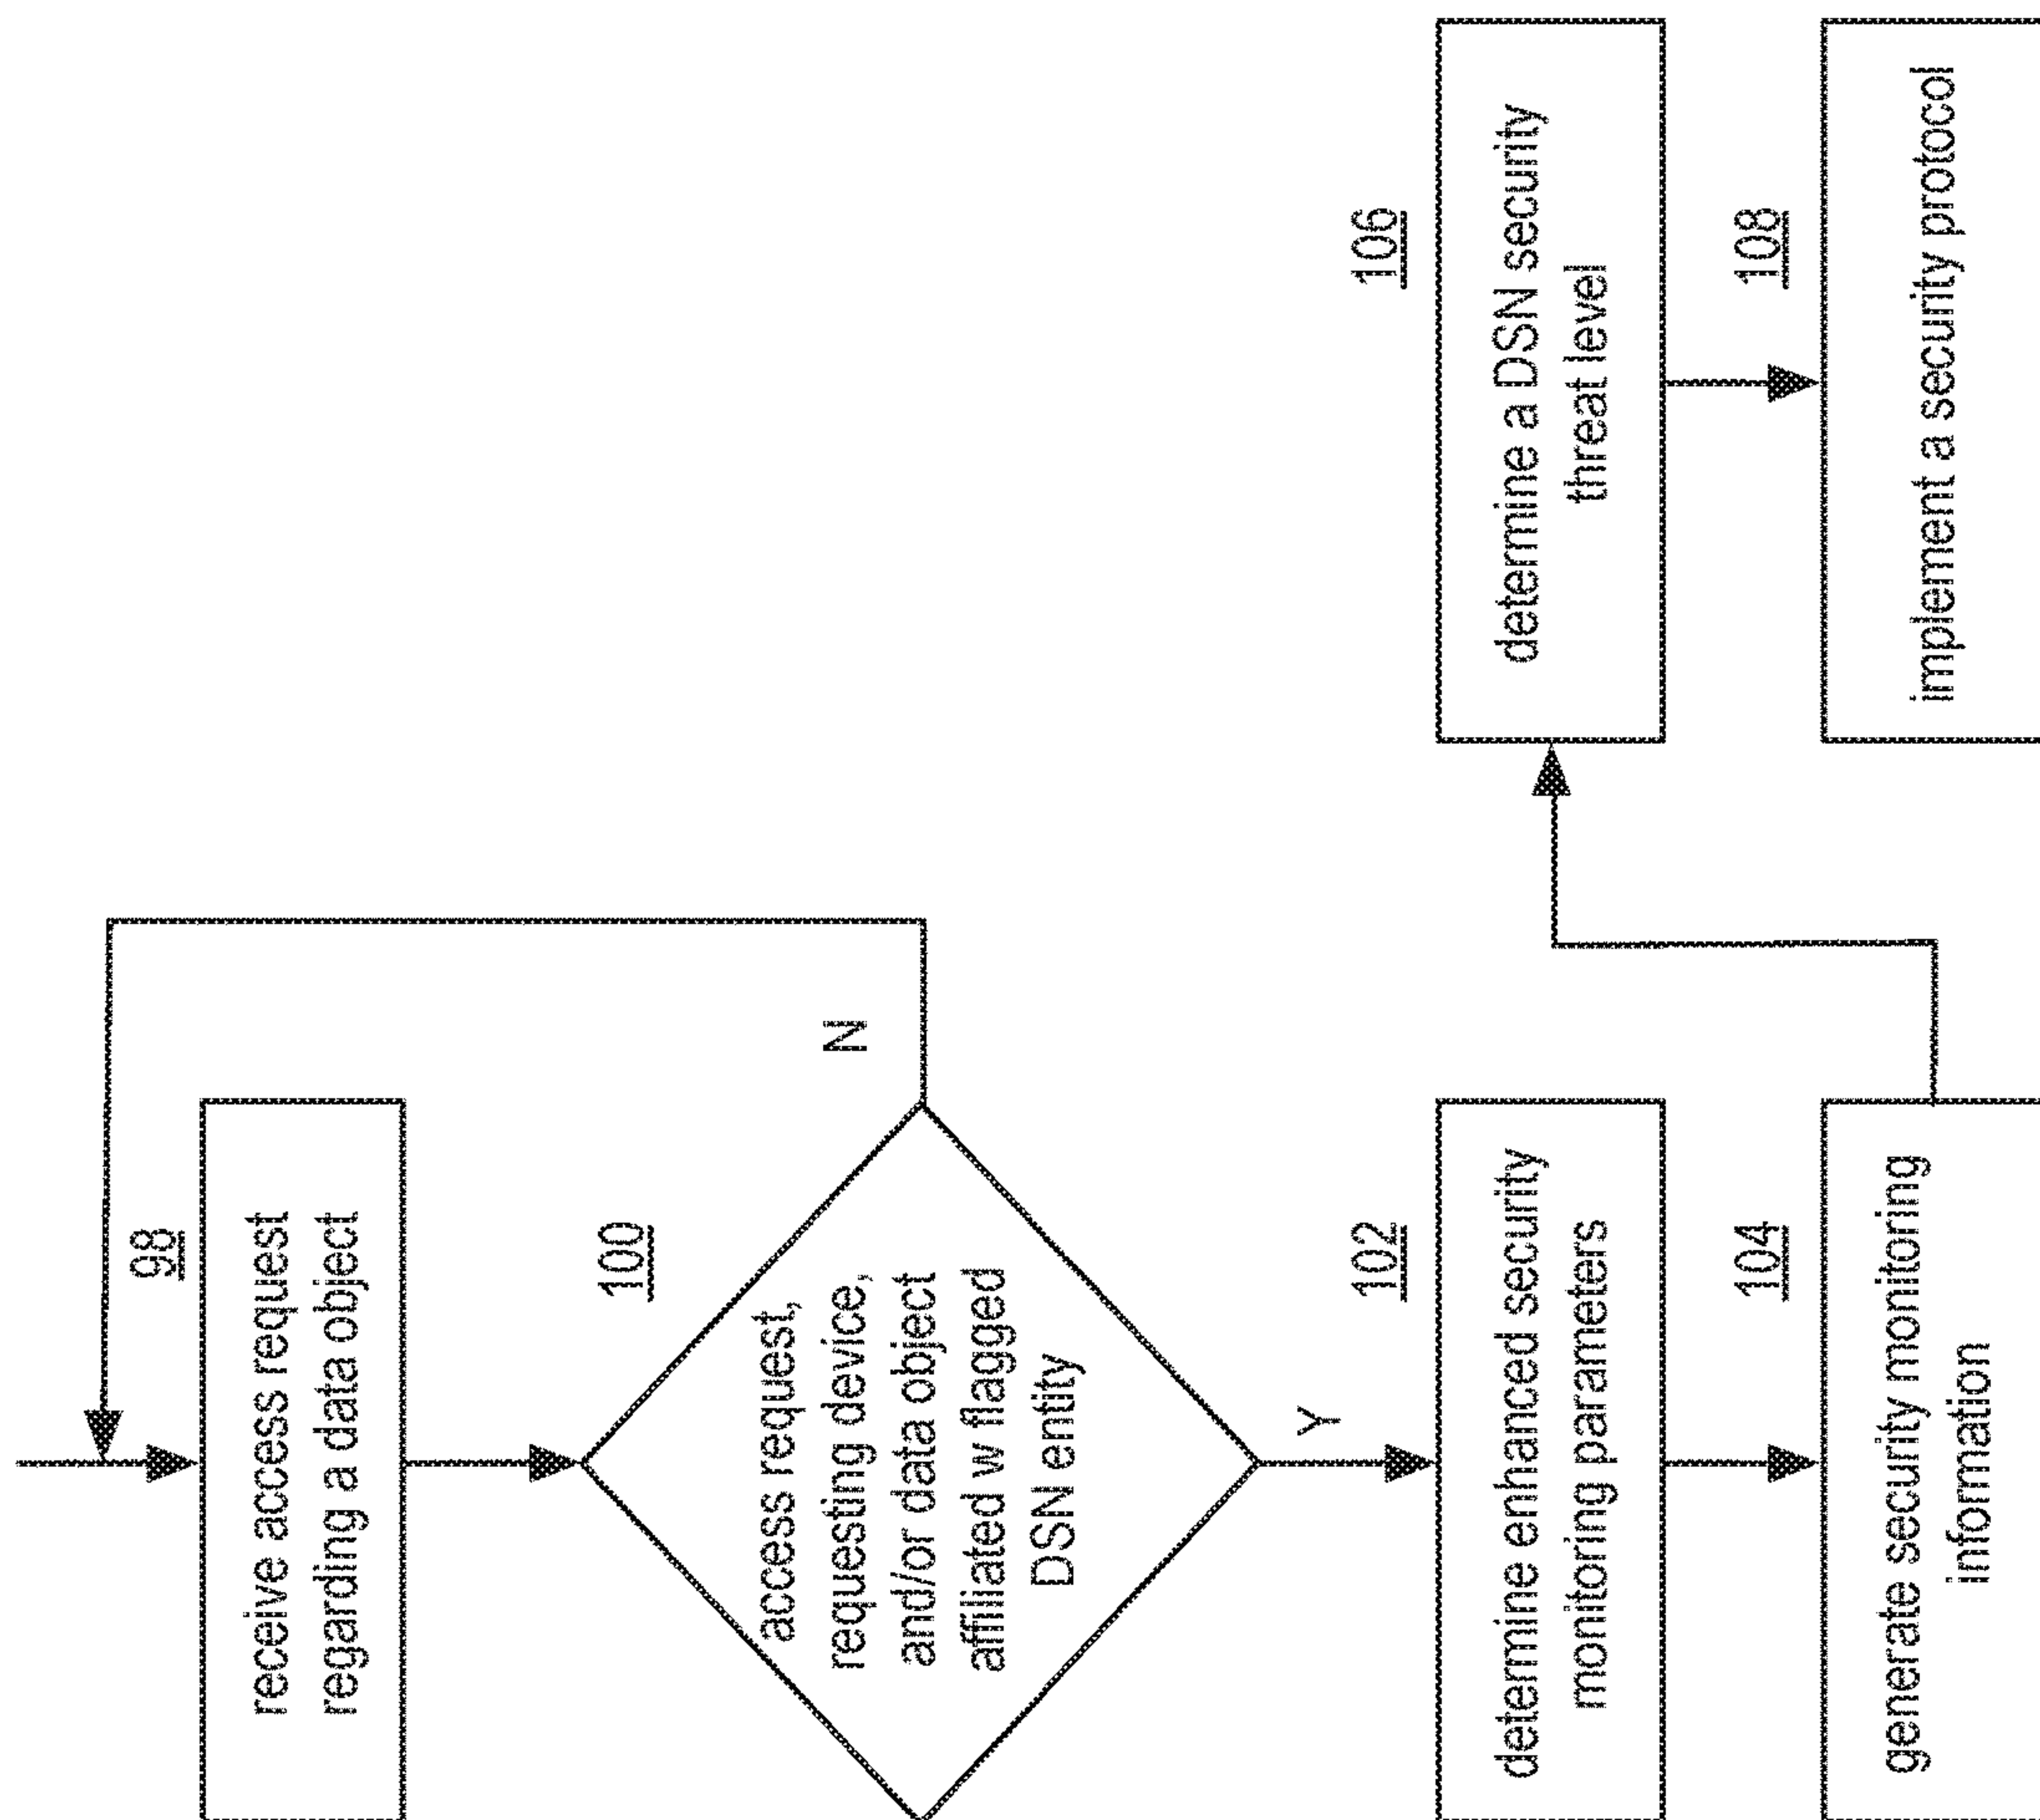 98
receive access request
regarding a data object
100
access request,
requesting device,
and/or data object
affiliated w flagged
DSN entity
N
Y
102
determine enhanced security
monitoring parameters
104
generate security monitoring
information
106
determine a DSN security
threat level
108
implement a security protocol